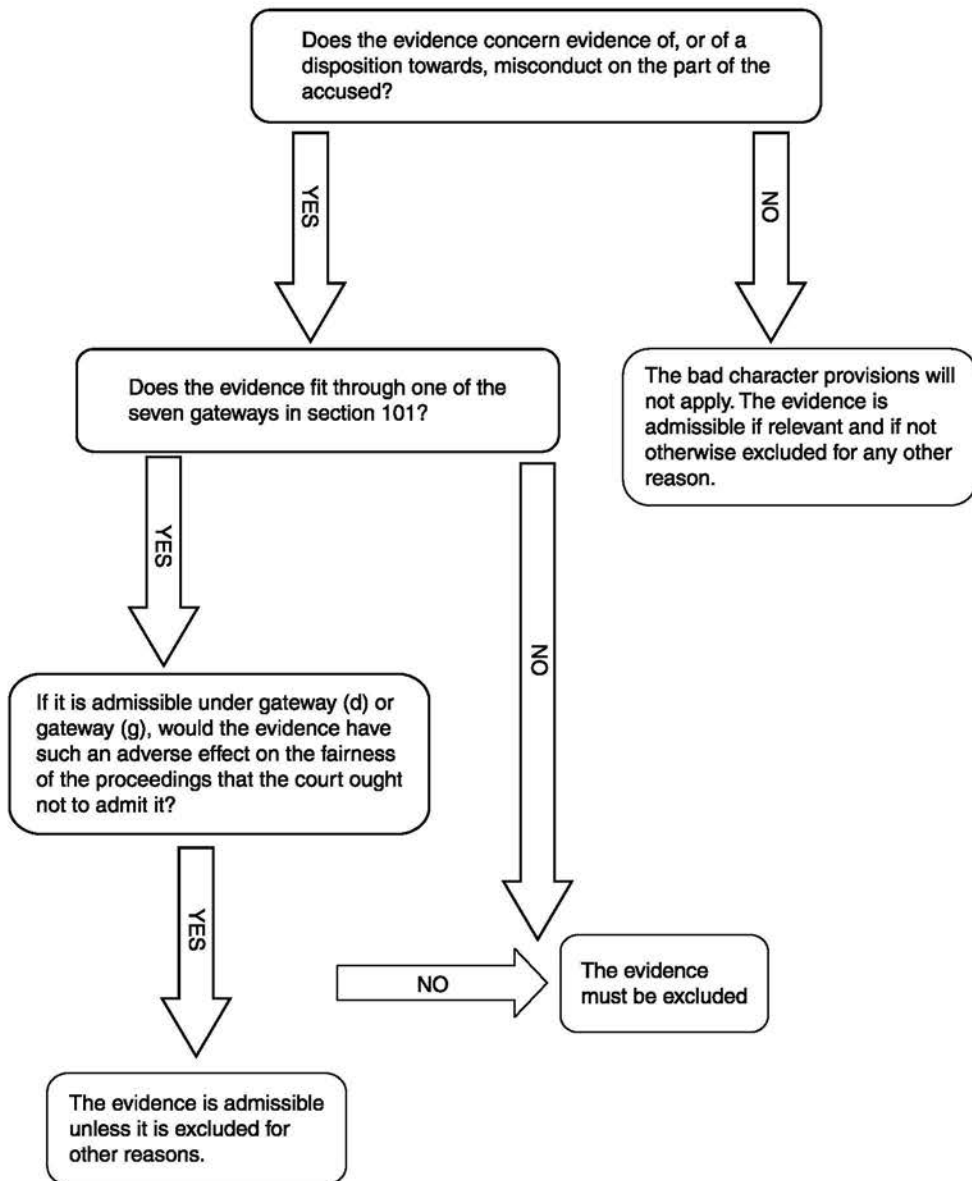 Does the evidence concern evidence of, or of a
disposition towards, misconduct on the part of the
accused?
YES
NO
Does the evidence fit through one of the
seven gateways in section 101?
The bad character provisions will
not apply. The evidence is
admissible if relevant and if not
otherwise excluded for any other
reason.
YES
NO
If it is admissible under gateway (d) or
gateway (g), would the evidence have
such an adverse effect on the fairness
of the proceedings that the court ought
not to admit it?
YES
NO
The evidence
must be excluded
The evidence is admissible
unless it is excluded for
other reasons.